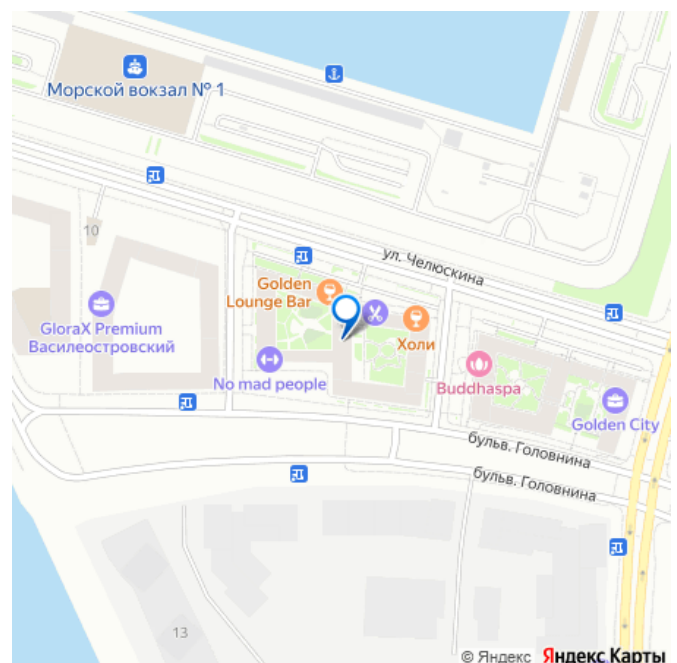 Морской вокзал № 1
10
ул. Челюскина
Golden
Lounge Bar
GloraX Premium
Василеостровский
Холи
No mad people
Buddhaspa
Golden City
бульв. Головнина
бульв. Головнина
13
© Яндекс Яндекс Карты